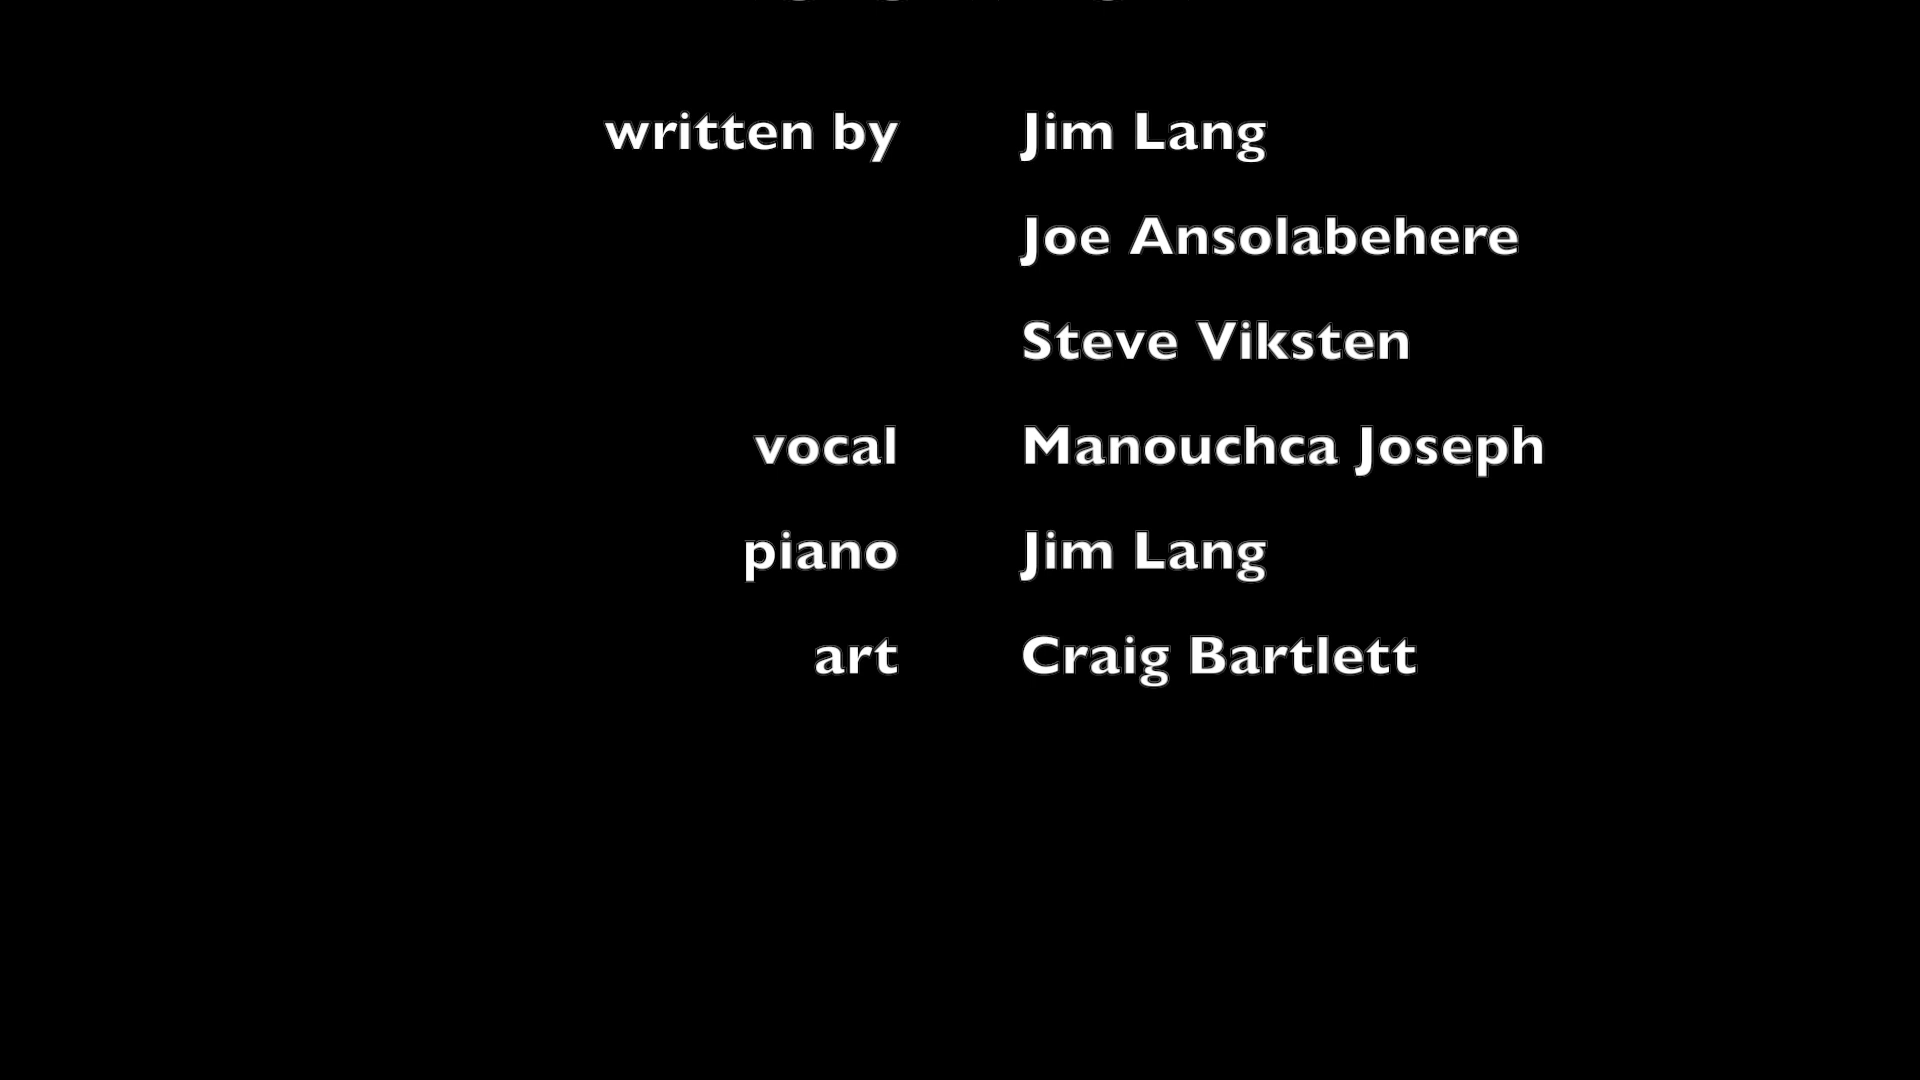 written by Jim Lang
Joe Ansolabehere
Steve Viksten
vocal Manouchca Joseph
piano Jim Lang
art Craig Bartlett